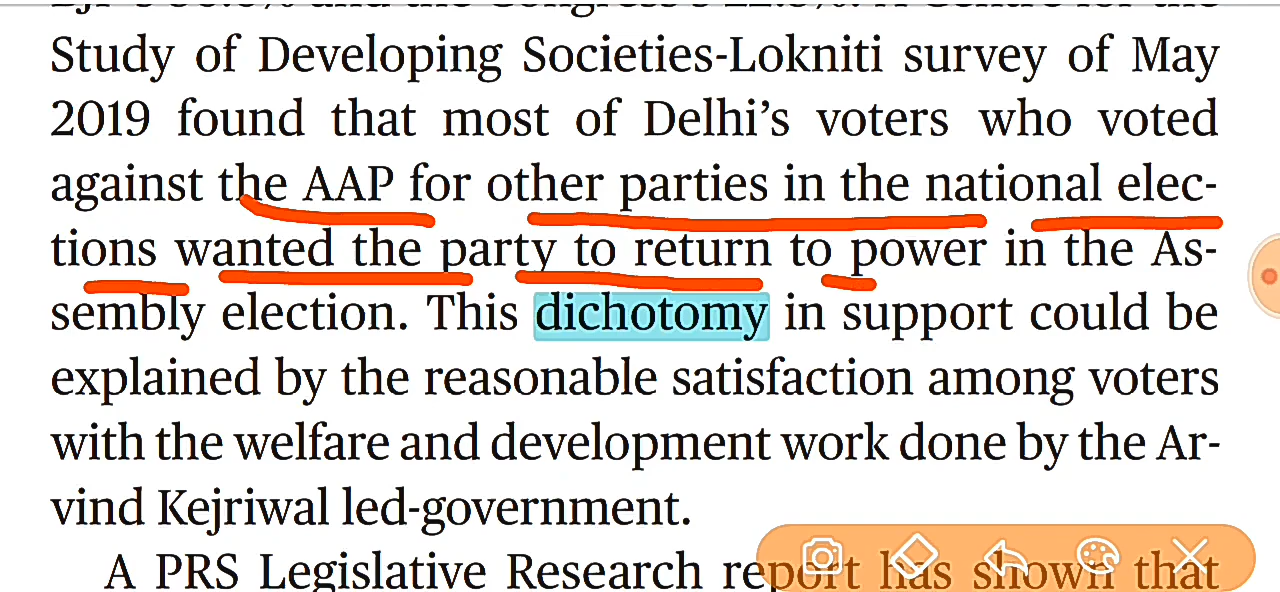 Study of Developing Societies-Lokniti survey of May
2019 found that most of Delhi’s voters who voted
against the AAP for other parties in the national elec-
tions wanted the party to return to power in the As-
sembly election. This dichotomy in support could be
explained by the reasonable satisfaction among voters
with the welfare and development work done by the Ar-
vind Kejriwal led-government.
A PRS Legislative Research report has shown that